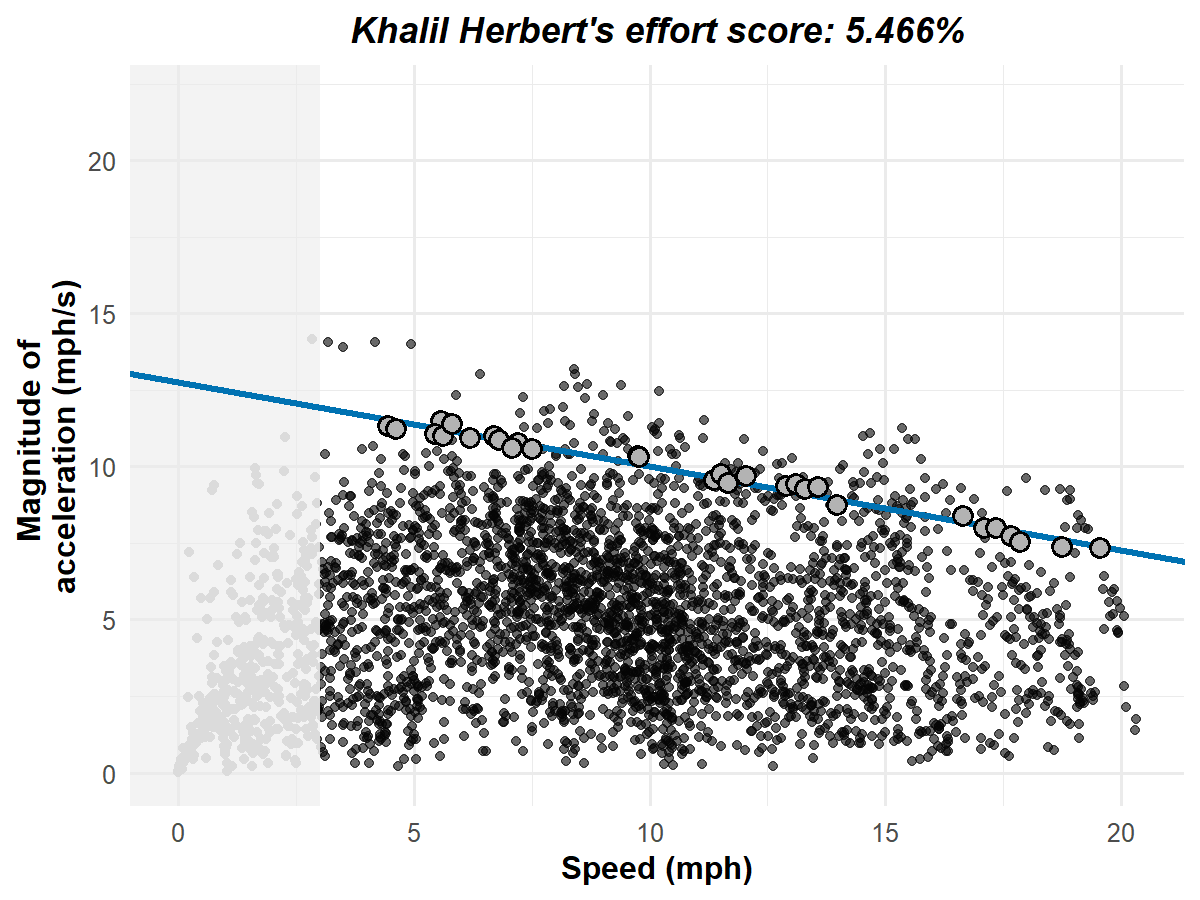 Khalil Herbert's effort score: 5.466%
Magnitude of
acceleration (mph/s)
20
15
10
5
0
0 5 10 15 20
Speed (mph)